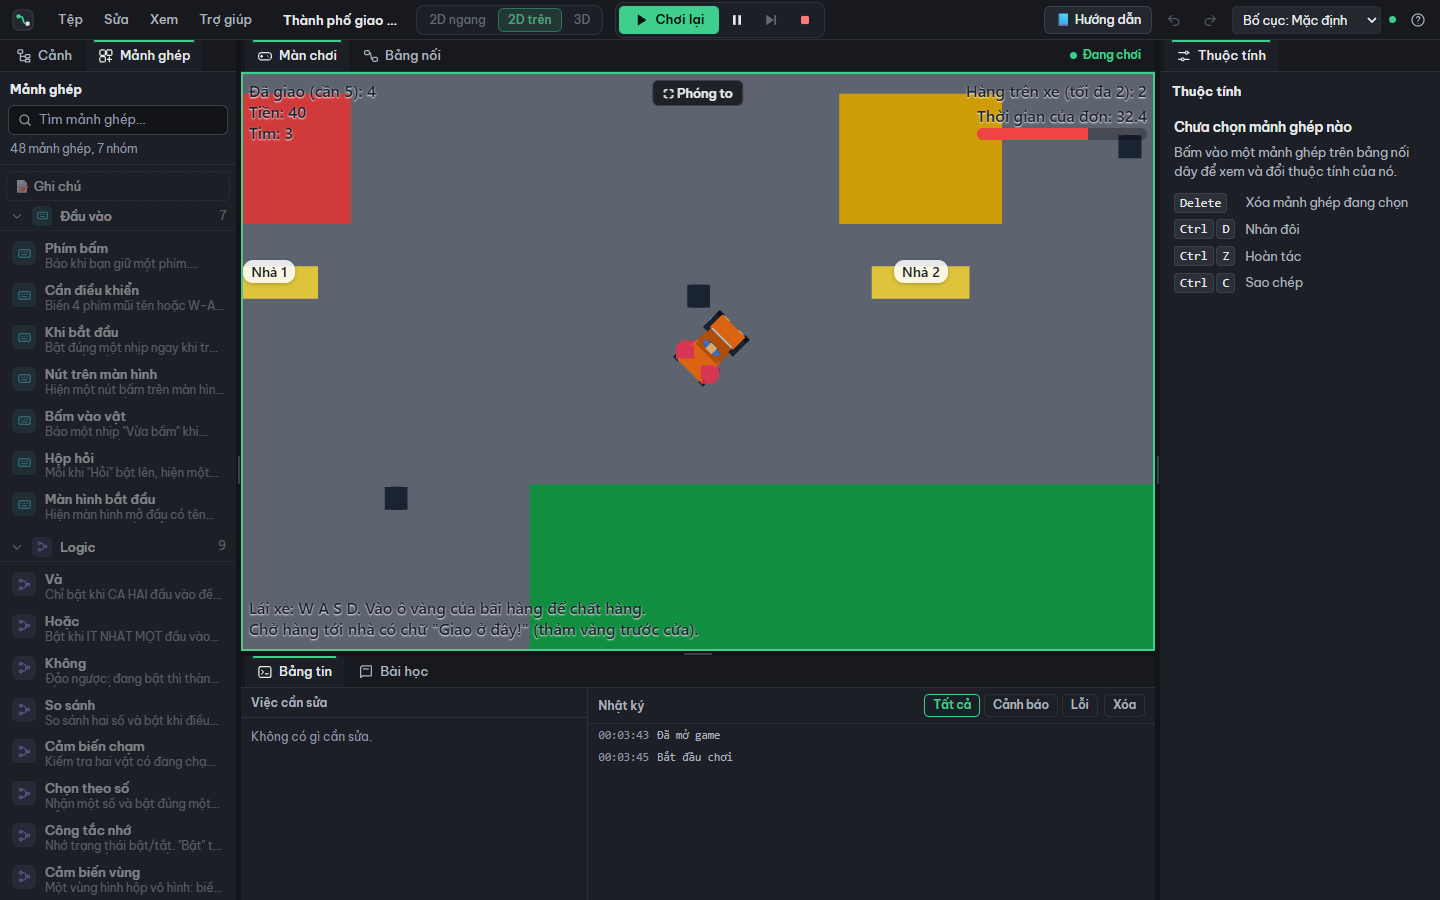 Tệp Sửa Xem Trợ giúp Thành phố giao ... 2D ngang 2D trên 3D Chơi lại Hướng dẫn Bố cục: Mặc định
Cảnh Mảnh ghép Màn chơi Bảng nối Đang chơi Thuộc tính
Mảnh ghép
Tìm mảnh ghép...
48 mảnh ghép, 7 nhóm
Ghi chú
Đầu vào 7
Phím bấm
Báo khi bạn giữ một phím....
Cần điều khiển
Biến 4 phím mũi tên hoặc W-A...
Khi bắt đầu
Bật đúng một nhịp ngay khi tr...
Nút trên màn hình
Hiện một nút bấm trên màn hìn...
Bấm vào vật
Báo một nhịp "Vừa bấm" khi...
Hộp hỏi
Mỗi khi "Hỏi" bật lên, hiện một...
Màn hình bắt đầu
Hiện màn hình mở đầu có tên...
Logic 9
Và
Chỉ bật khi CẢ HAI đầu vào đề...
Hoặc
Bật khi ÍT NHẤT MỘT đầu vào...
Không
Đảo ngược: đang bật thì thàn...
So sánh
So sánh hai số và bật khi điều...
Cảm biến chạm
Kiểm tra hai vật có đang chạ...
Chọn theo số
Nhận một số và bật đúng một...
Công tắc nhớ
Nhớ trạng thái bật/tắt. "Bật" t...
Cảm biến vùng
Một vùng hình hộp vô hình: biế...
Đã giao (cần 5): 4
Tiền: 40
Tim: 3
Phóng to
Hàng trên xe (tối đa 2): 2
Thời gian của đơn: 32.4
Nhà 1
Nhà 2
Lái xe: W A S D. Vào ô vàng của bãi hàng để chất hàng.
Chở hàng tới nhà có chữ "Giao ở đây!" (thảm vàng trước cửa).
Bảng tin Bài học
Việc cần sửa
Không có gì cần sửa.
Nhật ký Tất cả Cảnh báo Lỗi Xóa
00:03:43 Đã mở game
00:03:45 Bắt đầu chơi
Thuộc tính
Chưa chọn mảnh ghép nào
Bấm vào một mảnh ghép trên bảng nối
dây để xem và đổi thuộc tính của nó.
Delete Xóa mảnh ghép đang chọn
Ctrl D Nhân đôi
Ctrl Z Hoàn tác
Ctrl C Sao chép